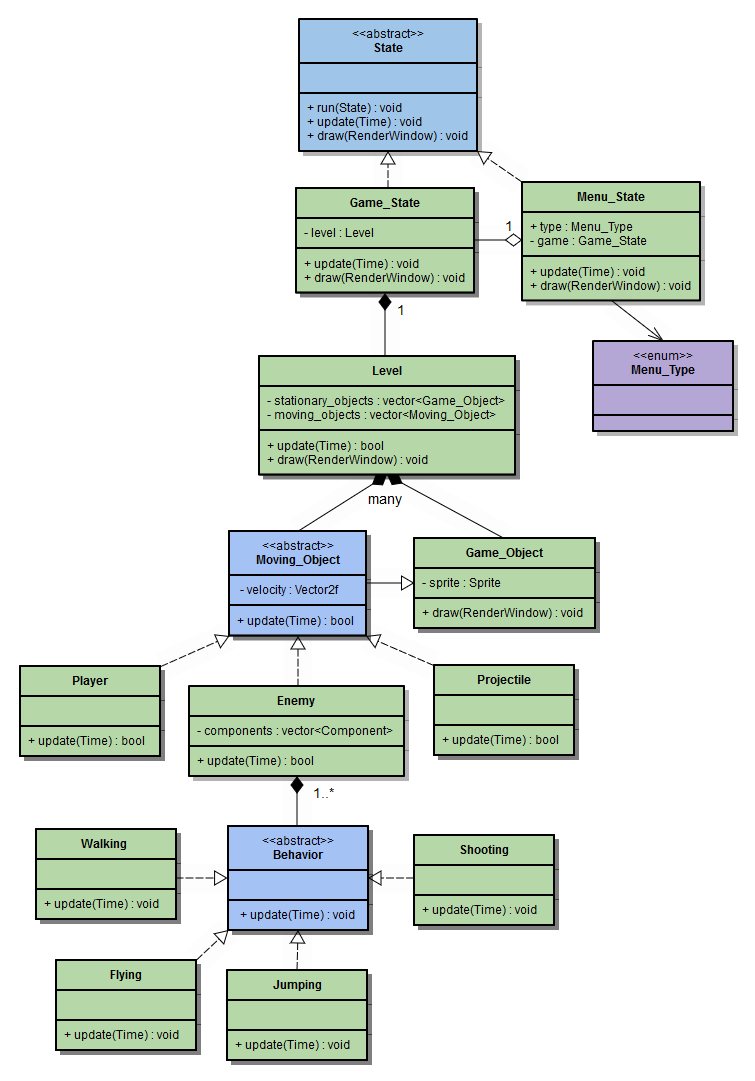 <<abstract>>
State
+ run(State) : void
+ update(Time) : void
+ draw(RenderWindow) : void
Game_State
- level : Level
+ update(Time) : void
+ draw(RenderWindow) : void
1
Menu_State
+ type : Menu_Type
- game : Game_State
+ update(Time) : void
+ draw(RenderWindow) : void
1
<<enum>>
Menu_Type
Level
- stationary_objects : vector<Game_Object>
- moving_objects : vector<Moving_Object>
+ update(Time) : bool
+ draw(RenderWindow) : void
many
<<abstract>>
Moving_Object
- velocity : Vector2f
+ update(Time) : bool
Game_Object
- sprite : Sprite
+ draw(RenderWindow) : void
Player
+ update(Time) : bool
Enemy
- components : vector<Component>
+ update(Time) : bool
Projectile
+ update(Time) : bool
1..*
Walking
+ update(Time) : void
<<abstract>>
Behavior
+ update(Time) : void
Shooting
+ update(Time) : void
Flying
+ update(Time) : void
Jumping
+ update(Time) : void